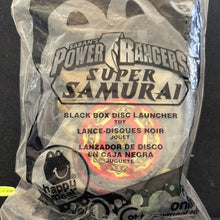 SABAN'S
POWER RANGERS
SUPER
SAMURAI
BLACK BOX DISC LAUNCHER
TOY
LANCE-DISQUES NOIR
JOUET
LANZADOR DE DISCO
EN CAJA NEGRA
JUGUETE
happy
meal